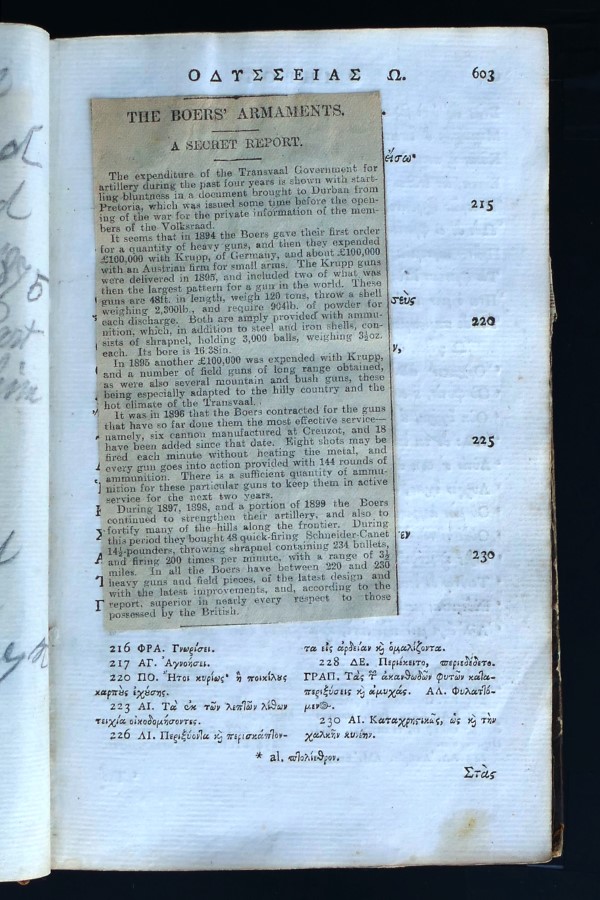 ΟΔΥΣΣΕΙΑΣ Ω. 603
THE BOERS' ARMAMENTS.
A SECRET REPORT.
The expenditure of the Transvaal Government for
artillery during the past four years is shown with start-
ling bluntness in a document brought to Durban from
Pretoria, which was issued some time before the open-
ing of the war for the private information of the mem-
bers of the Volksraad.
It seems that in 1894 the Boers gave their first order
for a quantity of heavy guns, and then they expended
£100,000 with Krupp, of Germany, and about £100,000
with an Austrian firm for small arms. The Krupp guns
were delivered in 1895, and included two of what was
then the largest pattern for a gun in the world. These
guns are 48ft. in length, weigh 120 tons, throw a shell
weighing 2,300lb., and require 904lb. of powder for
each discharge. Both are amply provided with ammu-
nition, which, in addition to steel and iron shells, con-
sists of shrapnel, holding 3,000 balls, weighing 3½oz.
each. Its bore is 16·38in.
In 1895 another £100,000 was expended with Krupp,
and a number of field guns of long range obtained,
as were also several mountain and bush guns, these
being especially adapted to the hilly country and the
hot climate of the Transvaal.
It was in 1896 that the Boers contracted for the guns
that have so far done them the most effective service—
namely, six cannon manufactured at Creuzot, and 18
have been added since that date. Eight shots may be
fired each minute without heating the metal, and
every gun goes into action provided with 144 rounds of
ammunition. There is a sufficient quantity of ammu-
nition for these particular guns to keep them in active
service for the next two years.
During 1897, 1898, and a portion of 1899 the Boers
continued to strengthen their artillery, and also to
fortify many of the hills along the frontier. During
this period they bought 48 quick-firing Schneider-Canet
14½-pounders, throwing shrapnel containing 234 bullets,
and firing 200 times per minute, with a range of 3½
miles. In all the Boers have between 220 and 230
heavy guns and field pieces, of the latest design and
with the latest improvements, and, according to the
report, superior in nearly every respect to those
possessed by the British.
εἴσω·
215
σεὺς
220
ν,
225
εν
230
216 ΦΡΑ. Γνωρίσει.
217 ΑΓ. Ἀγνοήσει.
220 ΠΟ. Ἤτοι κυρίως· ἢ ποικίλως
καρποὺς ἐχύσης.
223 ΑΙ. Τὰ ἐκ τῶν λεπτῶν λίθων
τειχία οἰκοδομήσοντες.
226 ΛΙ. Περιξύοντα καὶ περισκάπτον-
τα εἰς ἀρδείαν καὶ ὁμαλίζοντα.
228 ΔΕ. Περιέκειτο, περιεδέδετο.
ΓΡΑΠ. Τὰς τῶν ἀκανθωδῶν φυτῶν κατα-
περιξύσεις καὶ ἀμυχάς. ΑΛ. Φυλαττό-
μενος.
230 ΑΙ. Καταχρηστικῶς, ὡς καὶ τὴν
χαλκῆν κυνέην.
* al. πτολίεθρον.
Στὰς